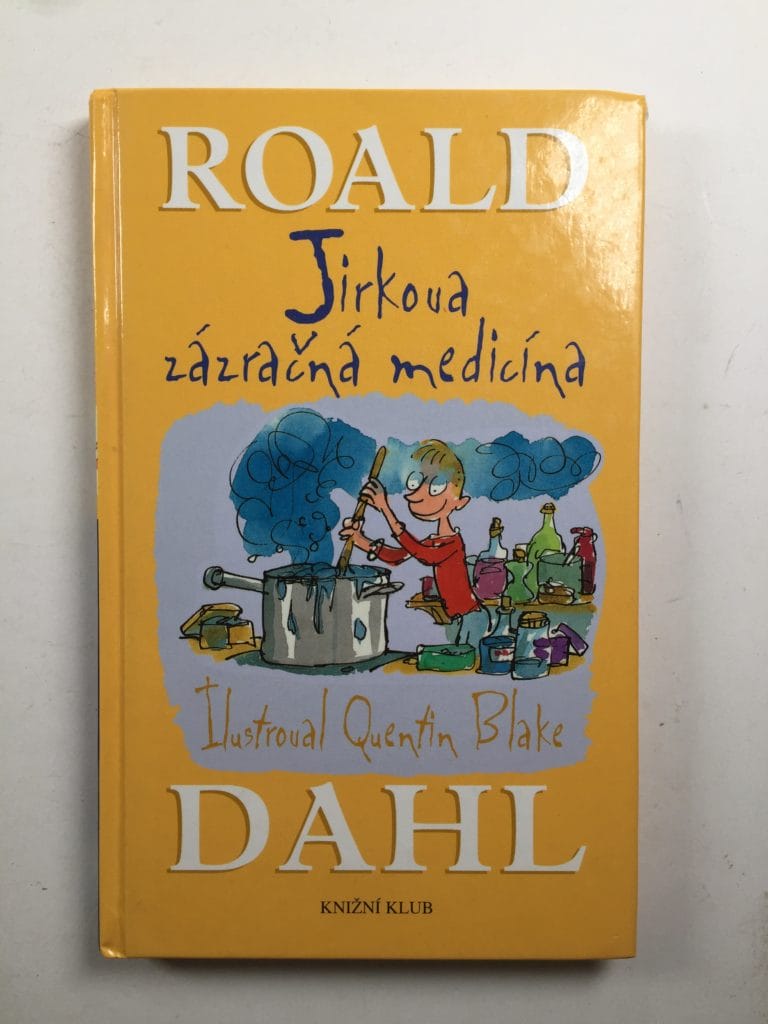 ROALD
Jirkova
zázračná medicína
Ilustroval Quentin Blake
DAHL
KNIŽNÍ KLUB